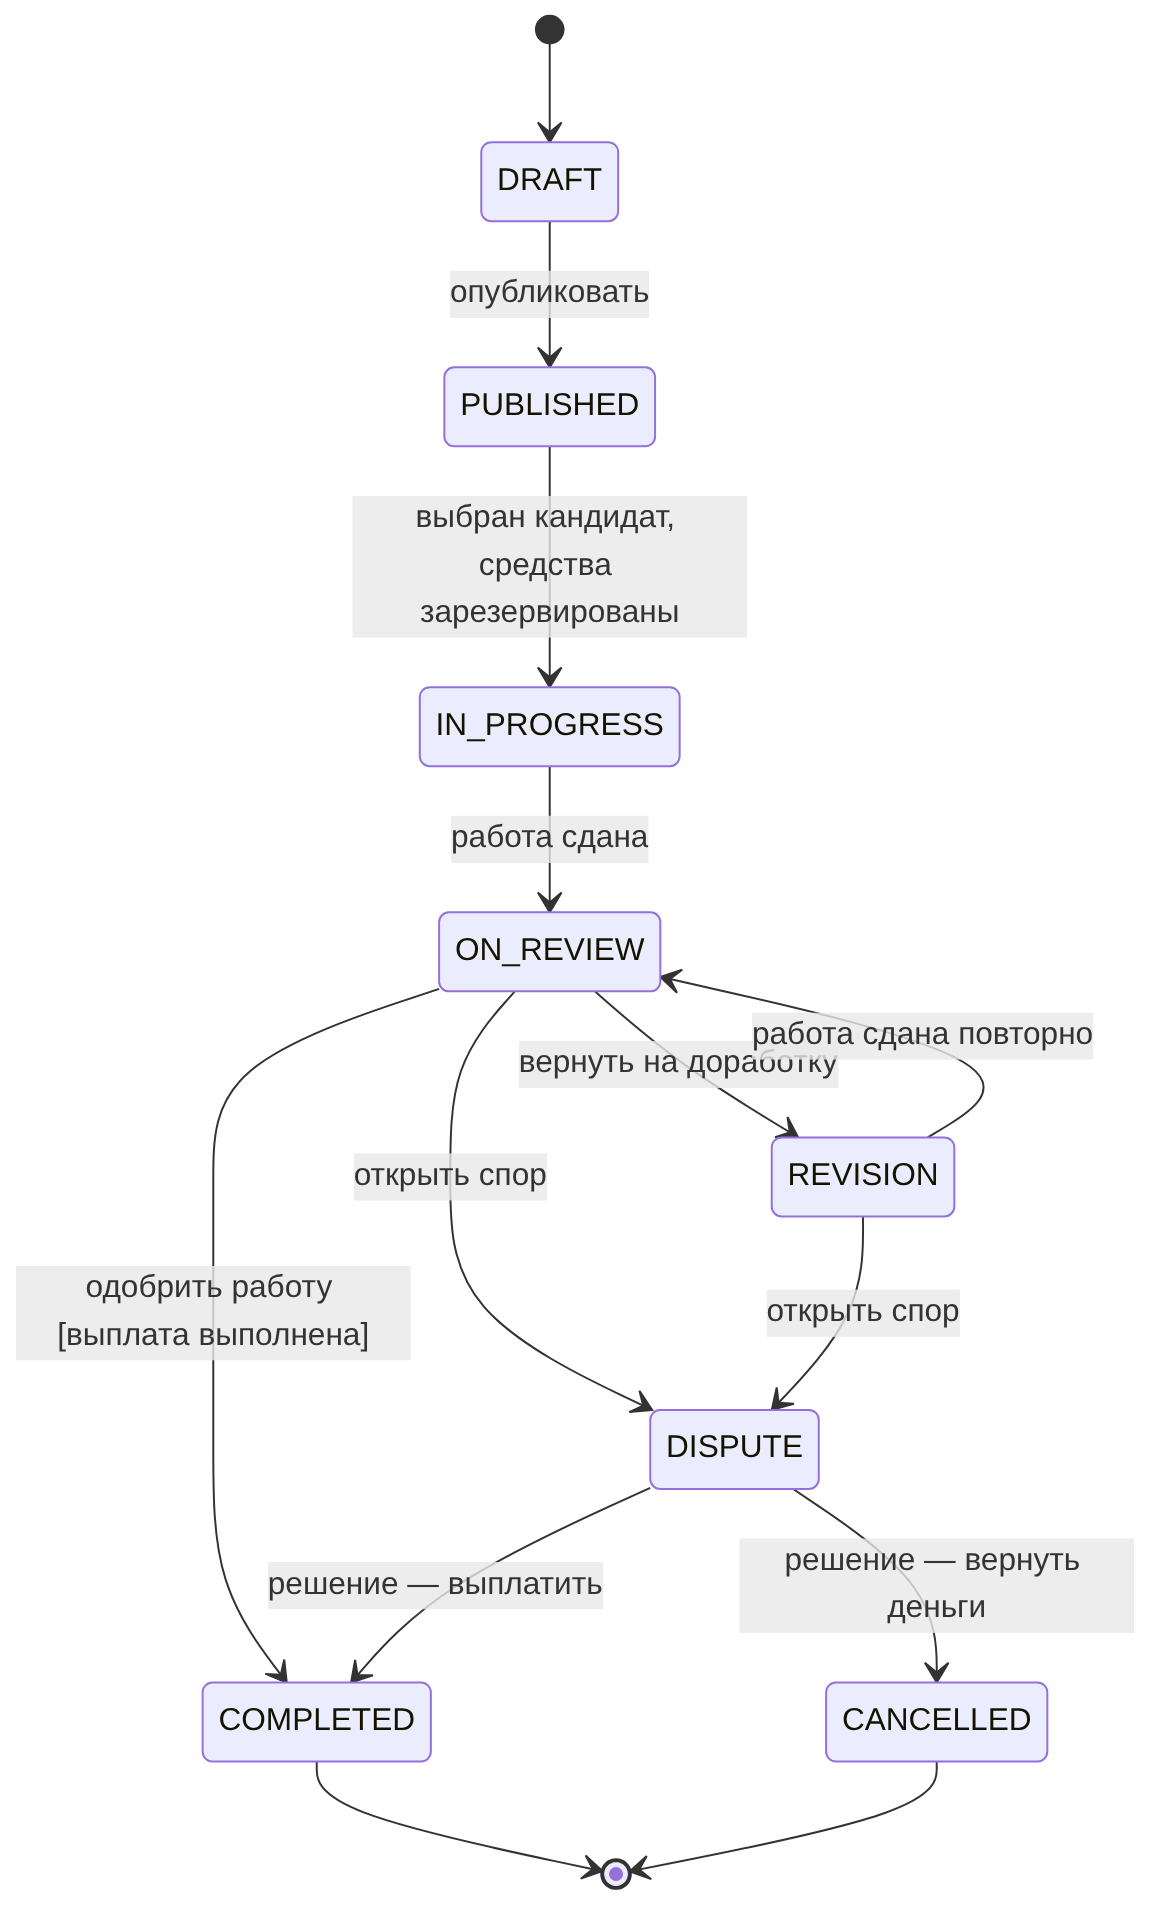 DRAFT
опубликовать
PUBLISHED
выбран кандидат,
средства
зарезервированы
IN_PROGRESS
работа сдана
ON_REVIEW
работа сдана повторно
вернуть на доработку
открыть спор
REVISION
одобрить работу
[выплата выполнена]
открыть спор
DISPUTE
решение — выплатить
решение — вернуть
деньги
COMPLETED
CANCELLED